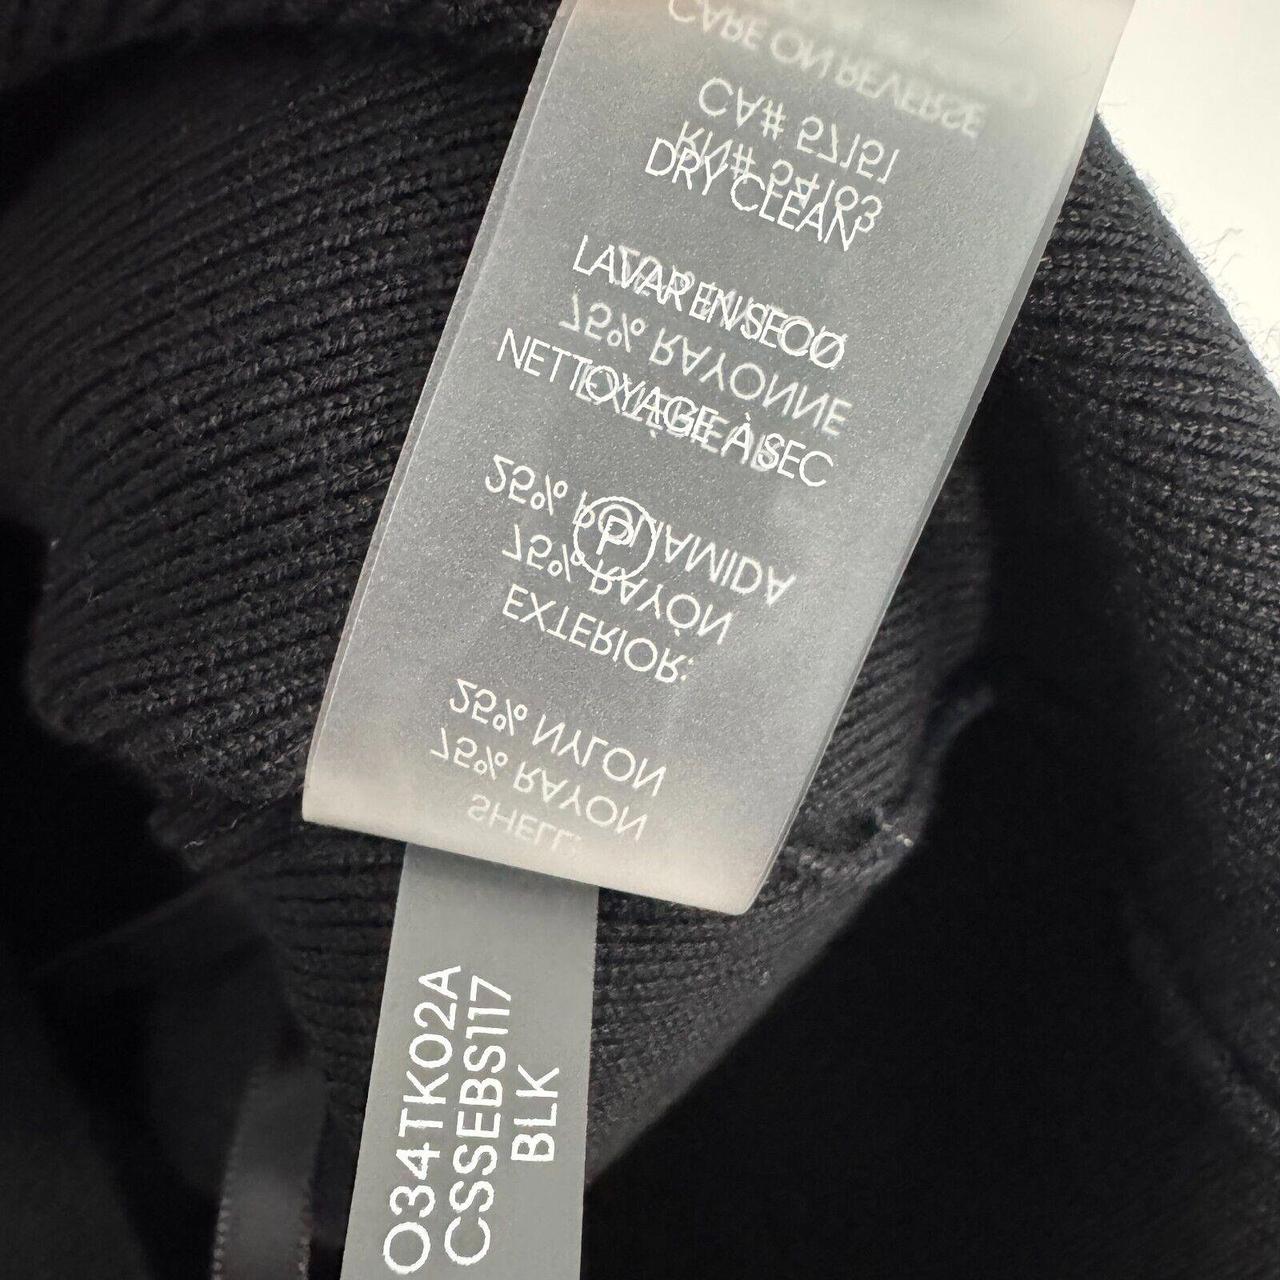 DRY CLEAN
LAVAR EN SECO
NETTOYAGE À SEC
P
CARE ON REVERSE
CA# 57151
RN# 54163
75% RAYONNE
EXTÉRIEUR:
25% POLIAMIDA
75% RAYÓN
EXTERIOR:
25% NYLON
75% RAYON
SHELL:
O34TK02A
CSSEBS117
BLK